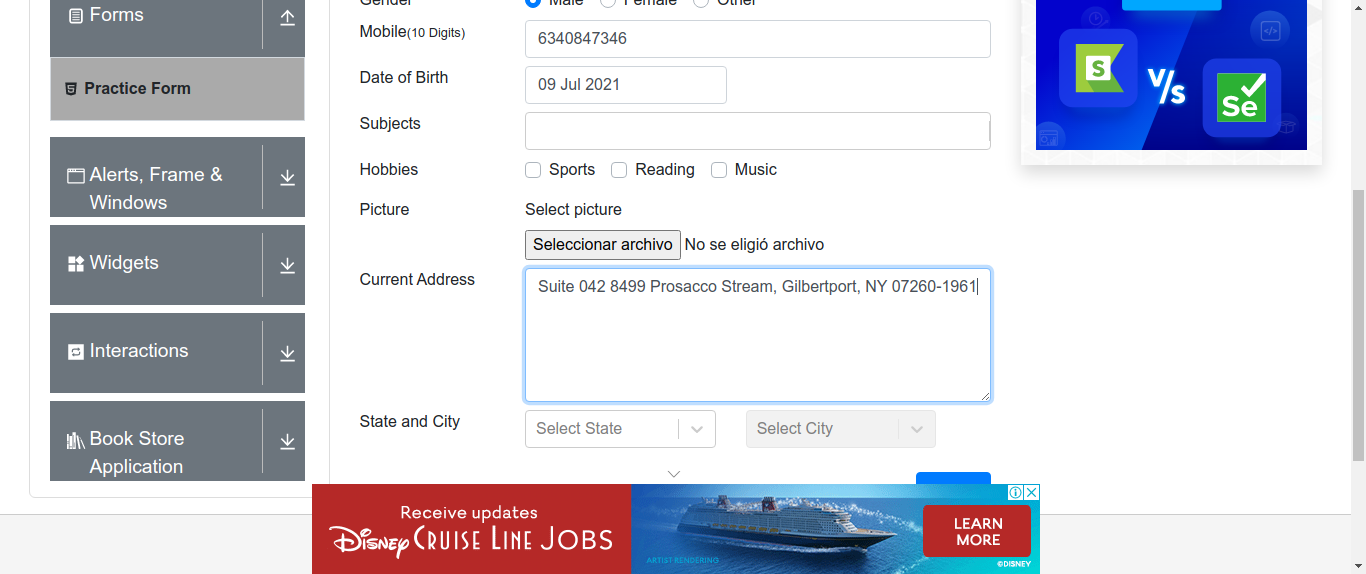 Forms
Practice Form
Alerts, Frame &
Windows
Widgets
Interactions
Book Store
Application
Gender Male Female Other
Mobile(10 Digits) 6340847346
Date of Birth 09 Jul 2021
Subjects
Hobbies Sports Reading Music
Picture Select picture
Seleccionar archivo No se eligió archivo
Current Address Suite 042 8499 Prosacco Stream, Gilbertport, NY 07260-1961
State and City Select State Select City
S V/s Se
Receive updates
Disney CRUISE LINE JOBS
ARTIST RENDERING
LEARN
MORE
©DISNEY